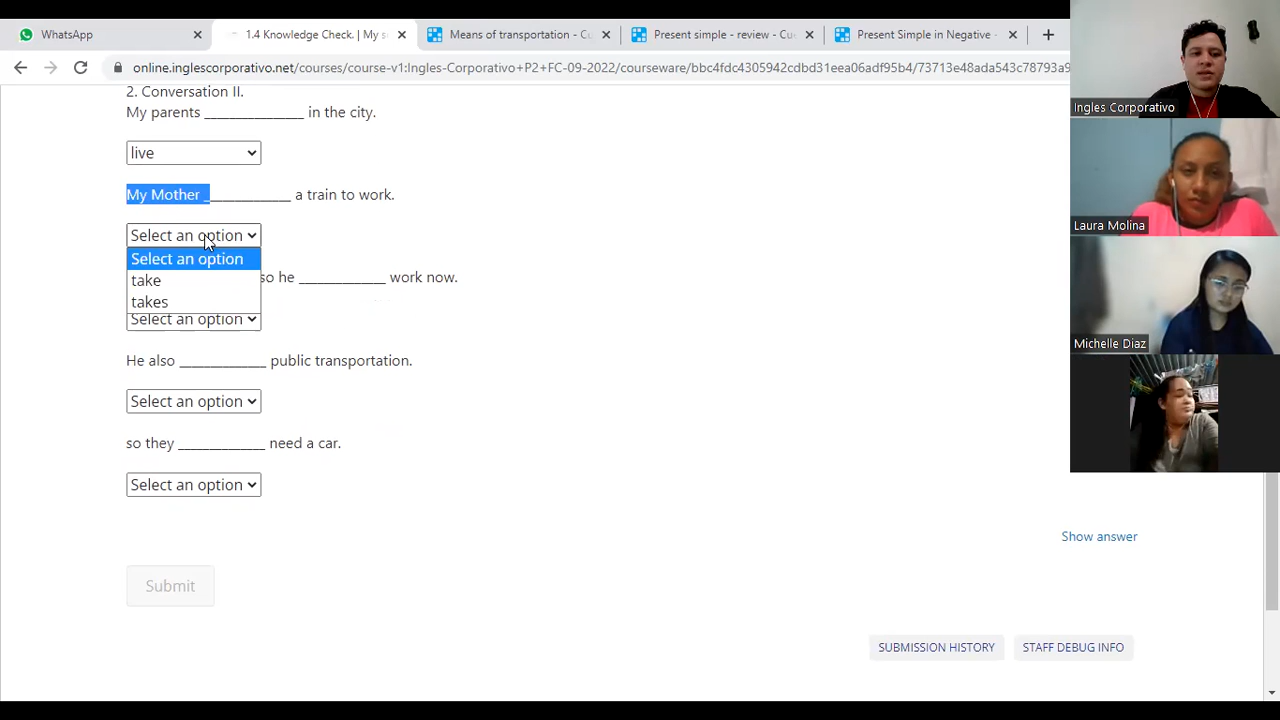 WhatsApp
1.4 Knowledge Check. | My s
Means of transportation - Cu
Present simple - review - Cue
Present Simple in Negative -
online.inglescorporativo.net/courses/course-v1:Ingles-Corporativo+P2+FC-09-2022/courseware/bbc4fdc4305942cdbd31eea06adf95b4/73713e48ada543c78793a9
2. Conversation II.
My parents ____________ in the city.
live
My Mother ___________ a train to work.
Select an option
Select an option
take
takes
so he ___________ work now.
Select an option
He also ___________ public transportation.
Select an option
so they ___________ need a car.
Select an option
Show answer
Submit
SUBMISSION HISTORY
STAFF DEBUG INFO
Ingles Corporativo
Laura Molina
Michelle Diaz